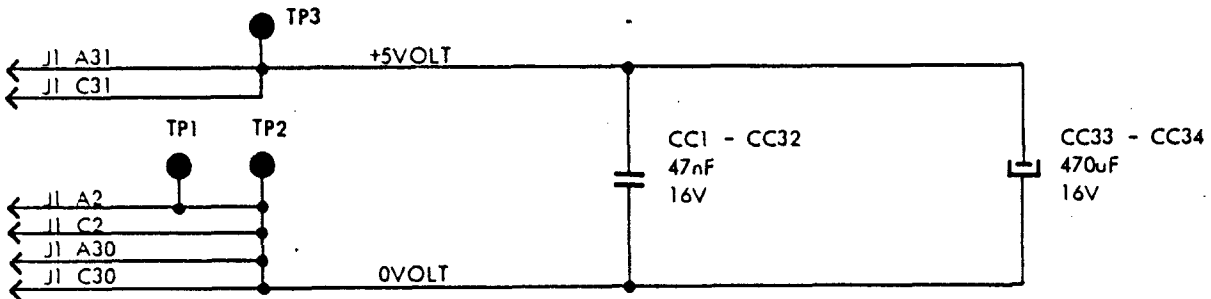 TP3
J1 A31
+5VOLT
J1 C31
TP1
TP2
CC1 - CC32
47nF
16V
CC33 - CC34
470uF
16V
J1 A2
J1 C2
J1 A30
J1 C30
0VOLT